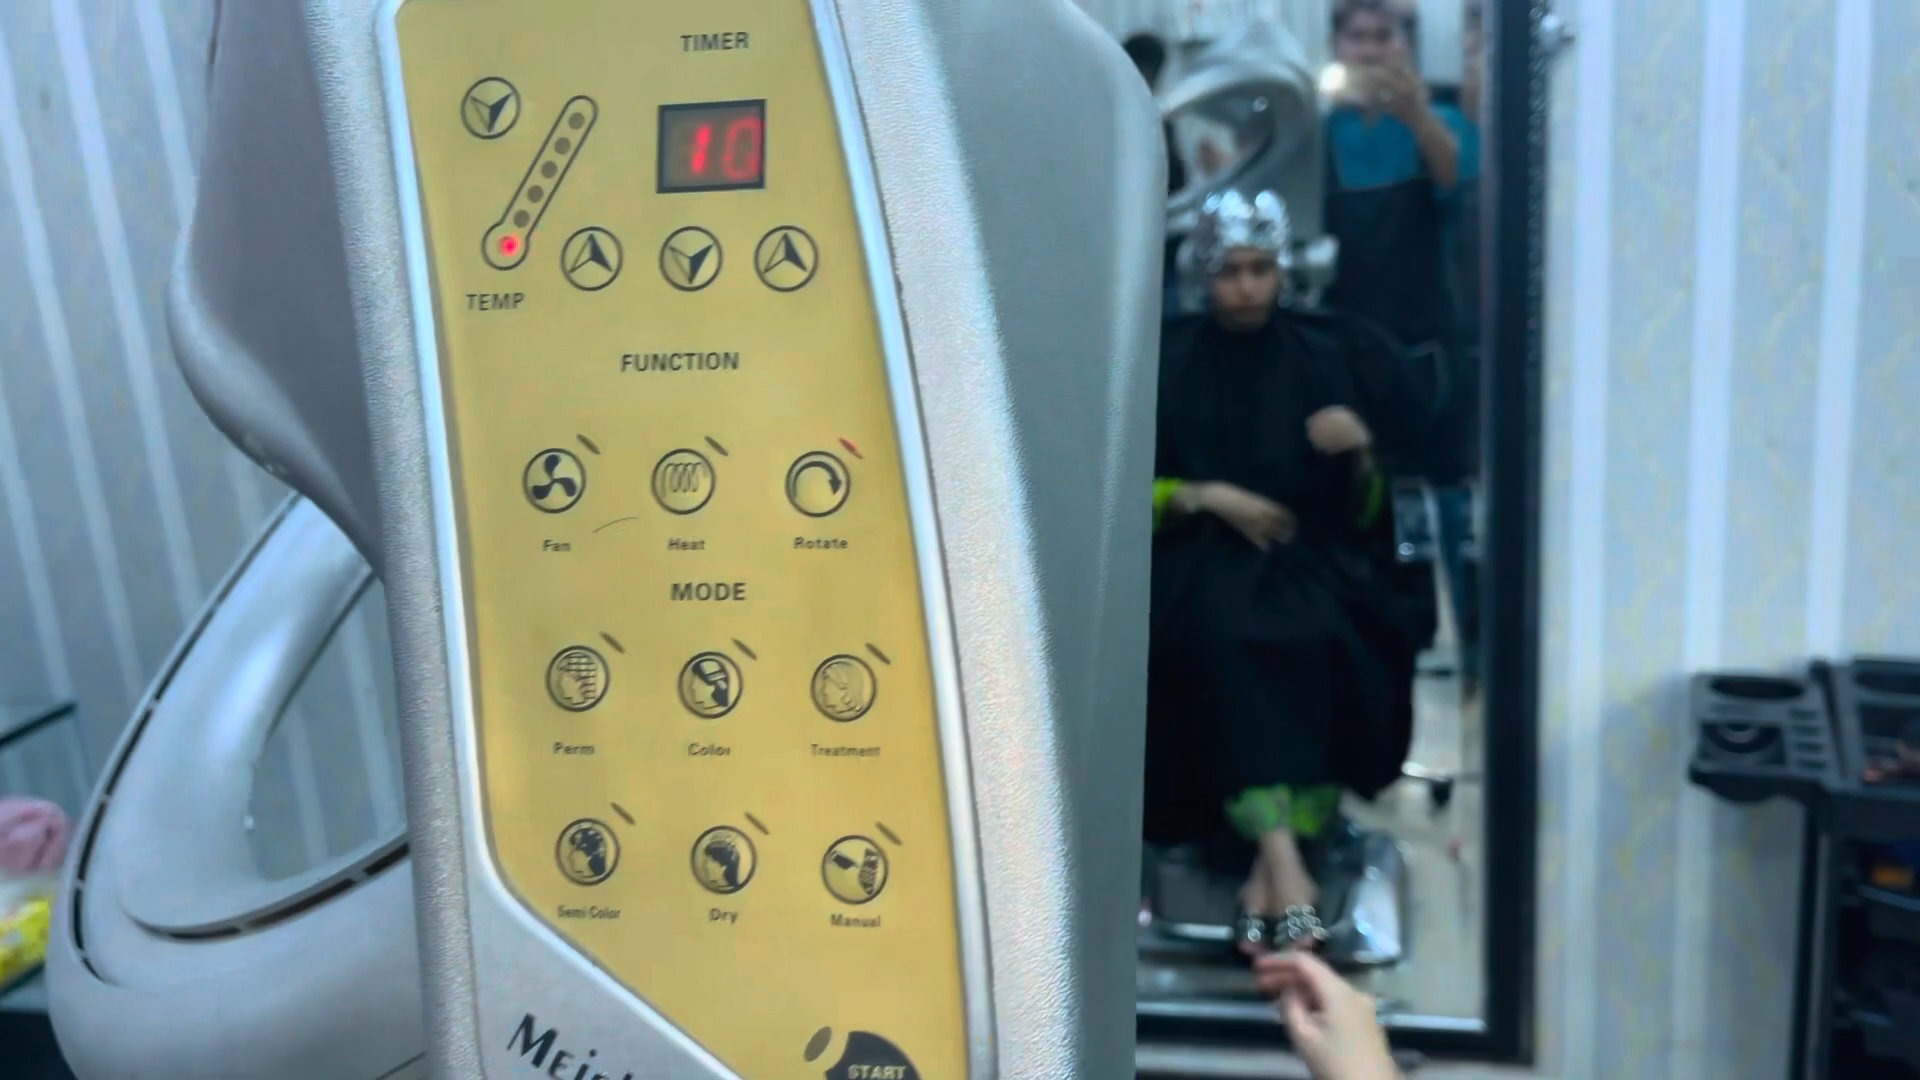 TIMER
10
TEMP
FUNCTION
Fan Heat Rotate
MODE
Perm Color Treatment
Semi Color Dry Manual
START